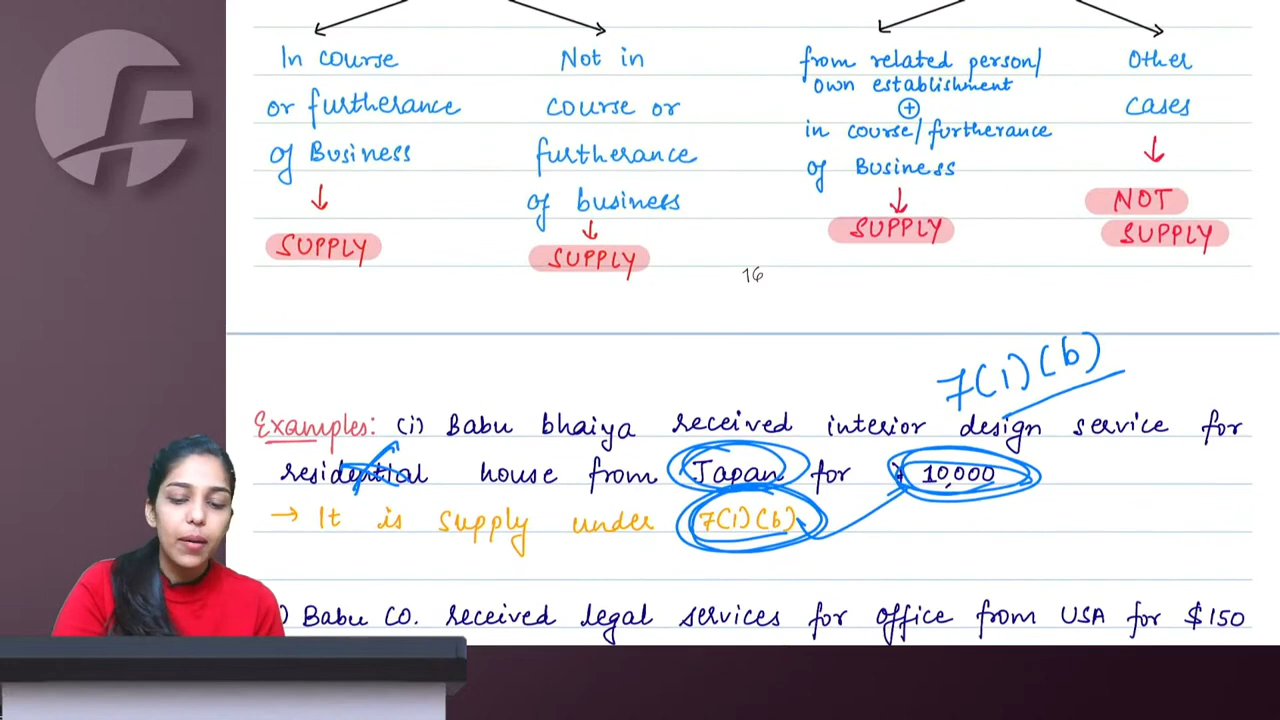 In course
or furtherance
of Business
↓
SUPPLY
Not in
course or
furtherance
of business
↓
SUPPLY
from related person/
own establishment
⊕
in course/furtherance
of Business
↓
SUPPLY
Other
cases
↓
NOT
SUPPLY
16
7(1)(b)
Examples: (i) Babu bhaiya received interior design service for
residential house from Japan for 10,000
→ It is supply under 7(1)(b)
Babu CO. received legal services for office from USA for $150